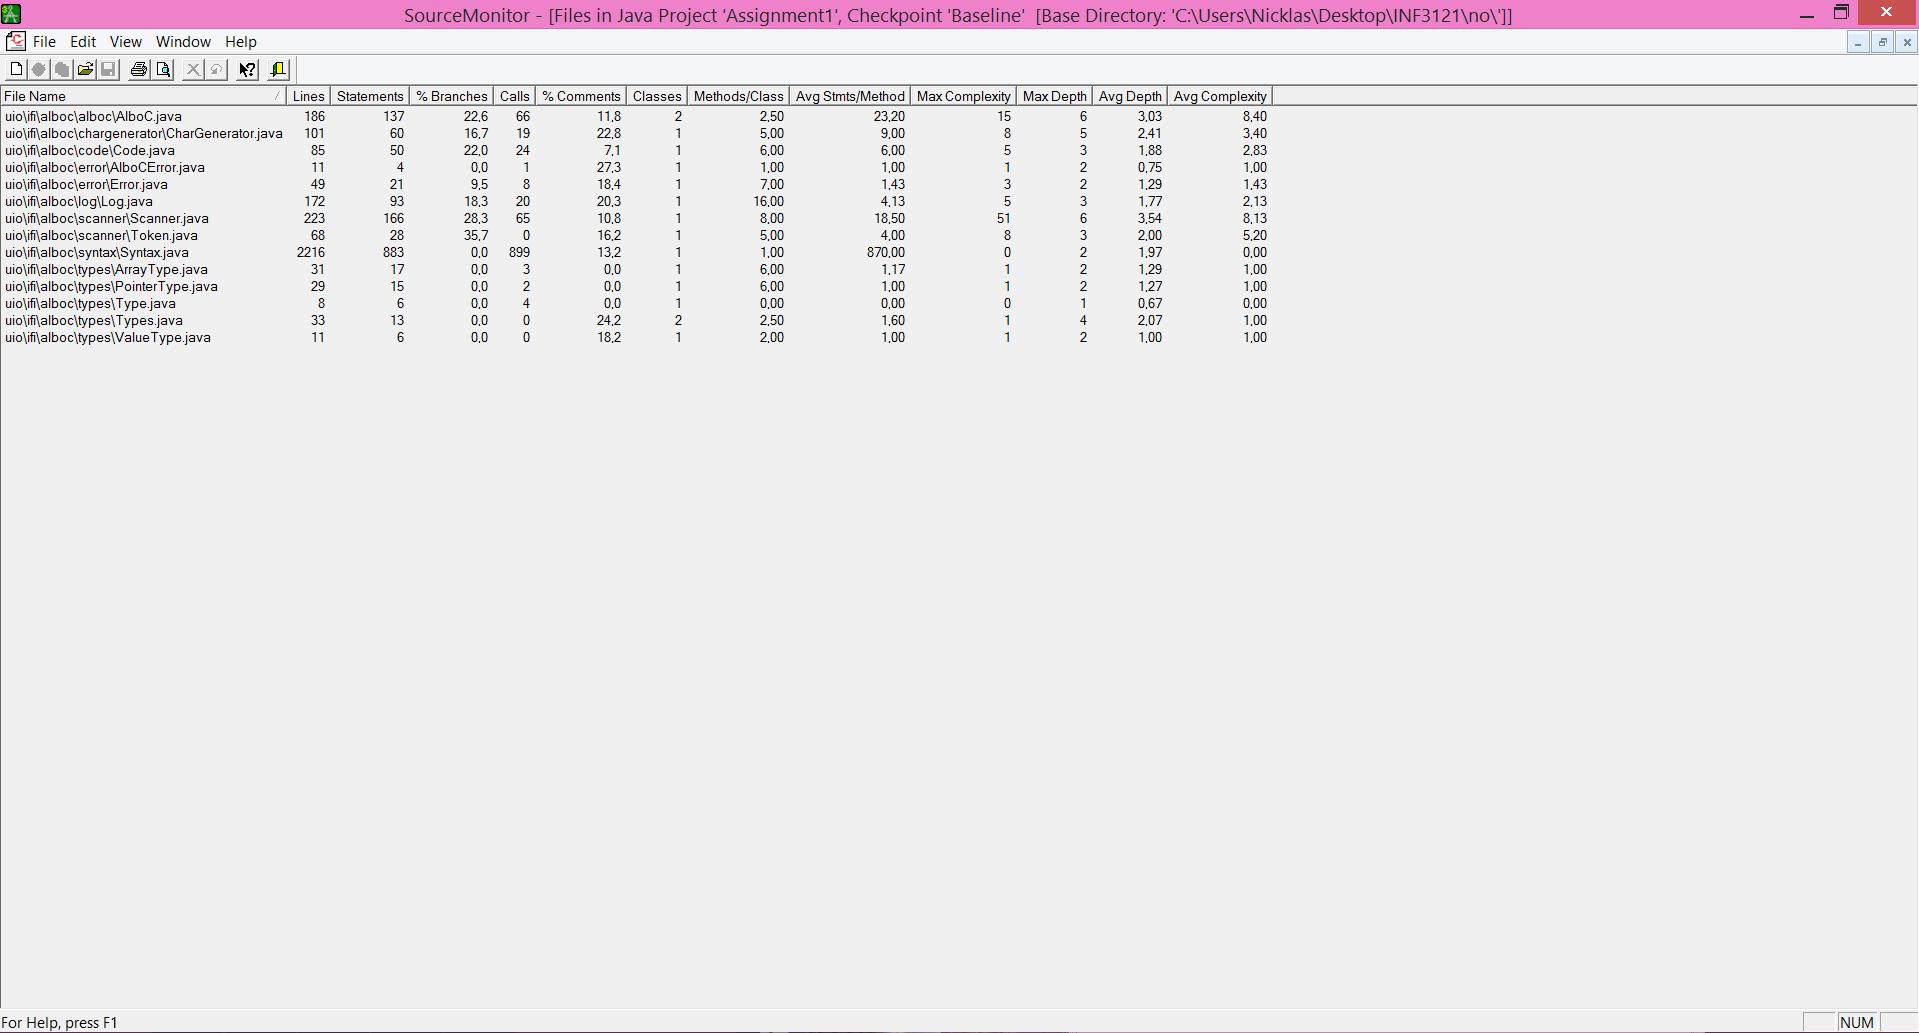 SourceMonitor - [Files in Java Project 'Assignment1', Checkpoint 'Baseline'  [Base Directory: 'C:\Users\Nicklas\Desktop\INF3121\no\']]
File Edit View Window Help
File Name / Lines Statements % Branches Calls % Comments Classes Methods/Class Avg Stmts/Method Max Complexity Max Depth Avg Depth Avg Complexity
uio\ifi\alboc\alboc\AlboC.java 186 137 22,6 66 11,8 2 2,50 23,20 15 6 3,03 8,40
uio\ifi\alboc\chargenerator\CharGenerator.java 101 60 16,7 19 22,8 1 5,00 9,00 8 5 2,41 3,40
uio\ifi\alboc\code\Code.java 85 50 22,0 24 7,1 1 6,00 6,00 5 3 1,88 2,83
uio\ifi\alboc\error\AlboCError.java 11 4 0,0 1 27,3 1 1,00 1,00 1 2 0,75 1,00
uio\ifi\alboc\error\Error.java 49 21 9,5 8 18,4 1 7,00 1,43 3 2 1,29 1,43
uio\ifi\alboc\log\Log.java 172 93 18,3 20 20,3 1 16,00 4,13 5 3 1,77 2,13
uio\ifi\alboc\scanner\Scanner.java 223 166 28,3 65 10,8 1 8,00 18,50 51 6 3,54 8,13
uio\ifi\alboc\scanner\Token.java 68 28 35,7 0 16,2 1 5,00 4,00 8 3 2,00 5,20
uio\ifi\alboc\syntax\Syntax.java 2216 883 0,0 899 13,2 1 1,00 870,00 0 2 1,97 0,00
uio\ifi\alboc\types\ArrayType.java 31 17 0,0 3 0,0 1 6,00 1,17 1 2 1,29 1,00
uio\ifi\alboc\types\PointerType.java 29 15 0,0 2 0,0 1 6,00 1,00 1 2 1,27 1,00
uio\ifi\alboc\types\Type.java 8 6 0,0 4 0,0 1 0,00 0,00 0 1 0,67 0,00
uio\ifi\alboc\types\Types.java 33 13 0,0 0 24,2 2 2,50 1,60 1 4 2,07 1,00
uio\ifi\alboc\types\ValueType.java 11 6 0,0 0 18,2 1 2,00 1,00 1 2 1,00 1,00
For Help, press F1
NUM